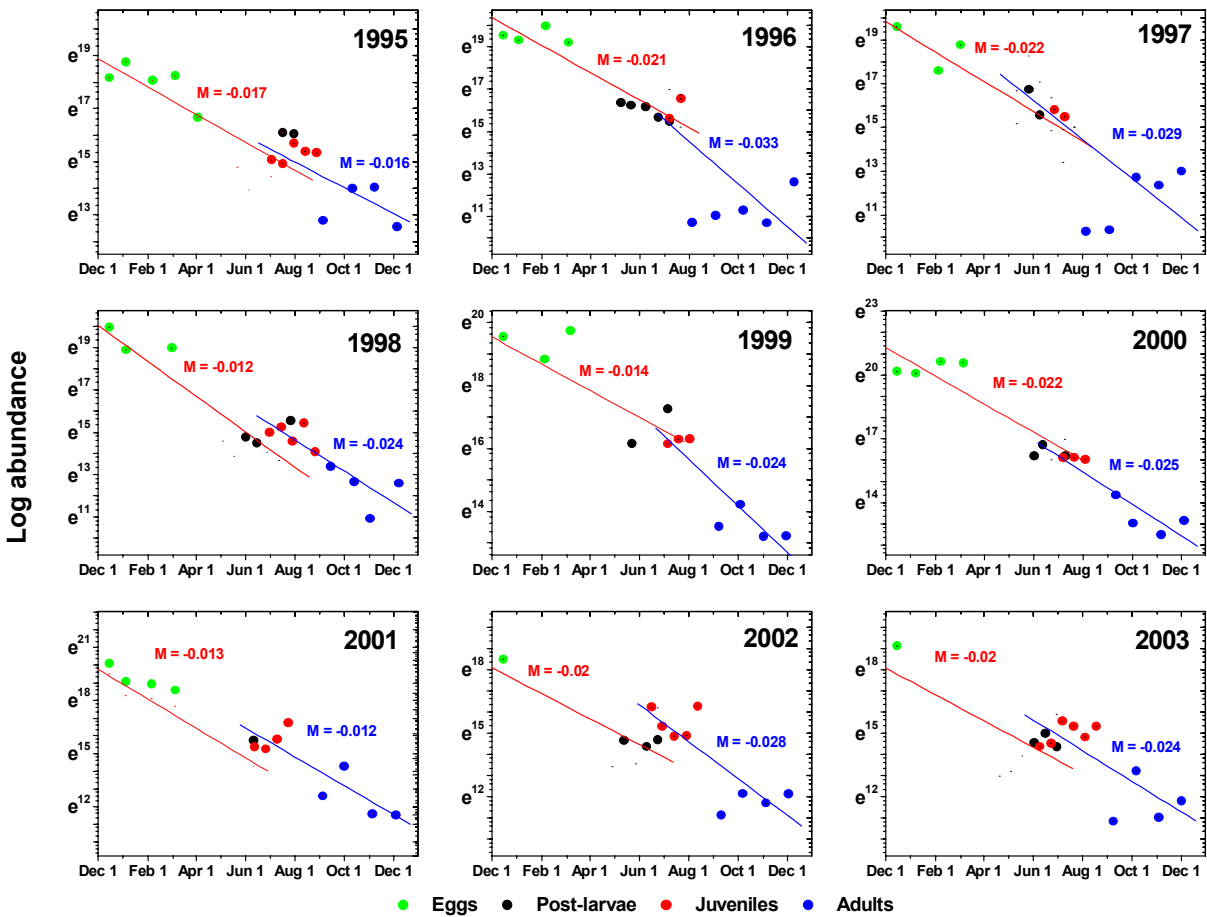 1995
e19
e17
e15
e13
M = -0.017
M = -0.016
Dec 1 Feb 1 Apr 1 Jun 1 Aug 1 Oct 1 Dec 1
1996
e19
e17
e15
e13
e11
M = -0.021
M = -0.033
Dec 1 Feb 1 Apr 1 Jun 1 Aug 1 Oct 1 Dec 1
1997
e19
e17
e15
e13
e11
M = -0.022
M = -0.029
Dec 1 Feb 1 Apr 1 Jun 1 Aug 1 Oct 1 Dec 1
Log abundance
1998
e19
e17
e15
e13
e11
M = -0.012
M = -0.024
Dec 1 Feb 1 Apr 1 Jun 1 Aug 1 Oct 1 Dec 1
1999
e20
e18
e16
e14
M = -0.014
M = -0.024
Dec 1 Feb 1 Apr 1 Jun 1 Aug 1 Oct 1 Dec 1
2000
e23
e20
e17
e14
M = -0.022
M = -0.025
Dec 1 Feb 1 Apr 1 Jun 1 Aug 1 Oct 1 Dec 1
2001
e21
e18
e15
e12
M = -0.013
M = -0.012
Dec 1 Feb 1 Apr 1 Jun 1 Aug 1 Oct 1 Dec 1
2002
e18
e15
e12
M = -0.02
M = -0.028
Dec 1 Feb 1 Apr 1 Jun 1 Aug 1 Oct 1 Dec 1
2003
e18
e15
e12
M = -0.02
M = -0.024
Dec 1 Feb 1 Apr 1 Jun 1 Aug 1 Oct 1 Dec 1
Eggs Post-larvae Juveniles Adults